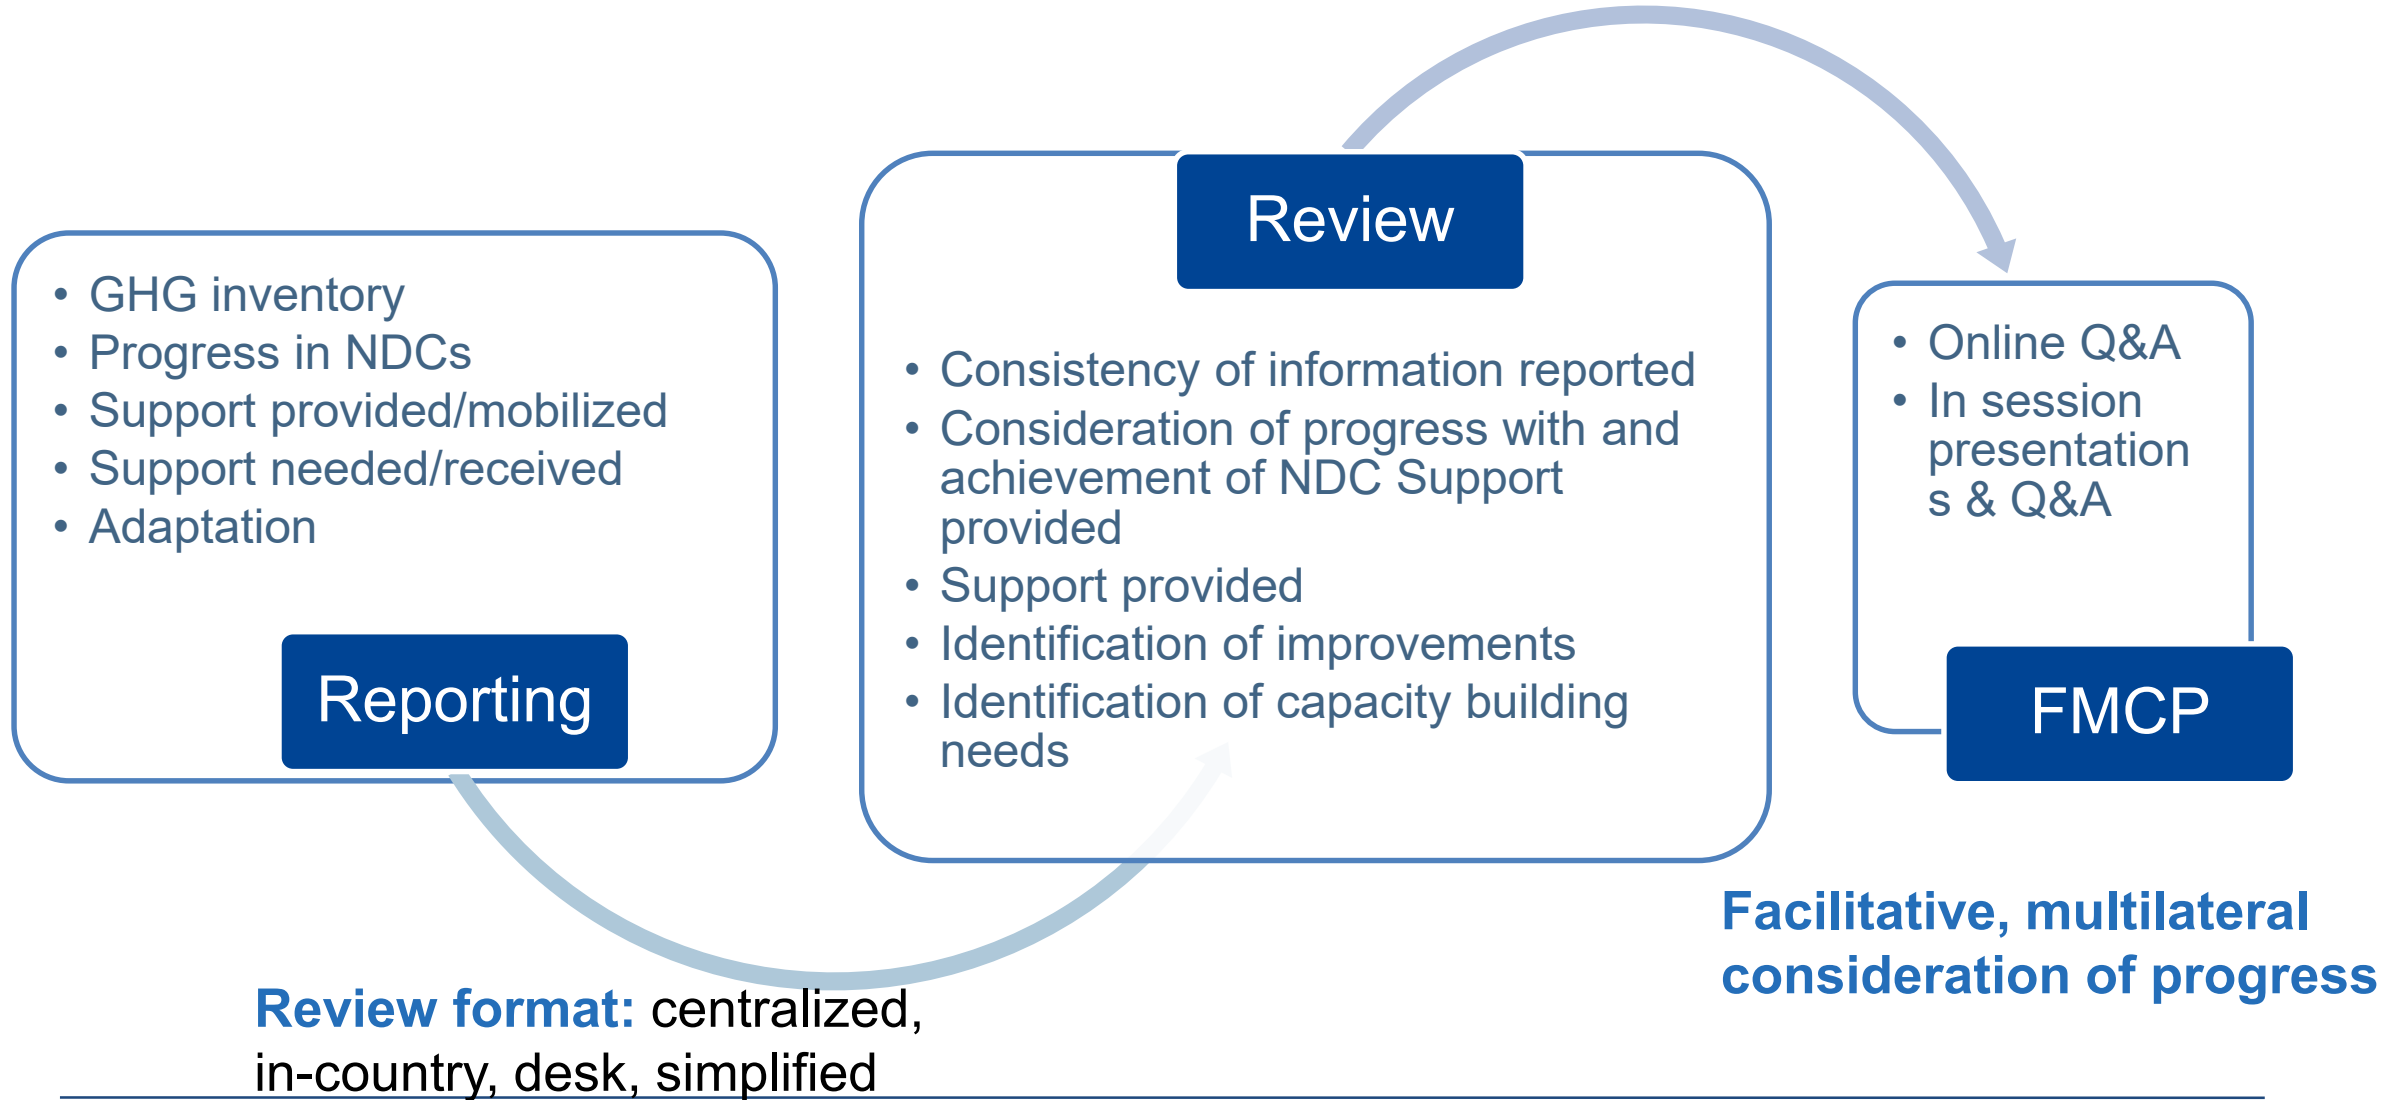 • GHG inventory
• Progress in NDCs
• Support provided/mobilized
• Support needed/received
• Adaptation
Reporting
Review
• Consistency of information reported
• Consideration of progress with and
achievement of NDC Support
provided
• Support provided
• Identification of improvements
• Identification of capacity building
needs
• Online Q&A
• In session
presentation
s & Q&A
FMCP
Facilitative, multilateral
consideration of progress
Review format: centralized,
in-country, desk, simplified